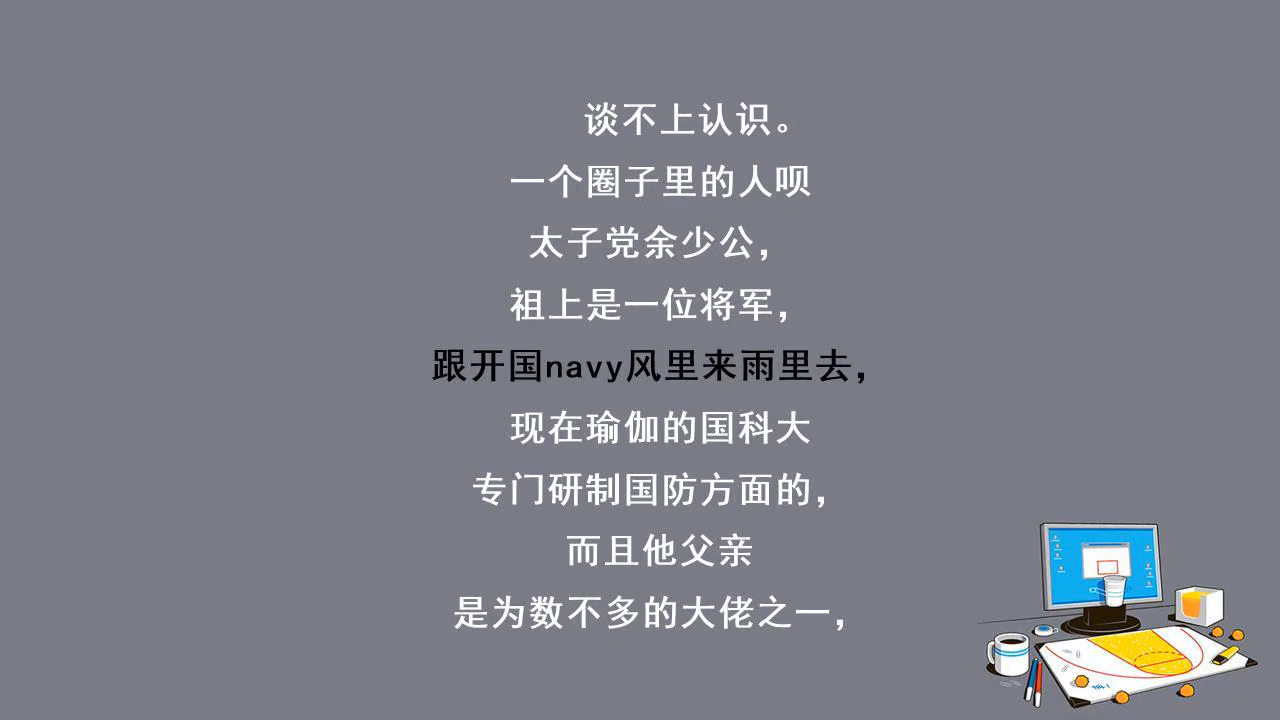 谈不上认识。
一个圈子里的人呗
太子党余少公，
祖上是一位将军，
跟开国navy风里来雨里去，
现在瑜伽的国科大
专门研制国防方面的，
而且他父亲
是为数不多的大佬之一，